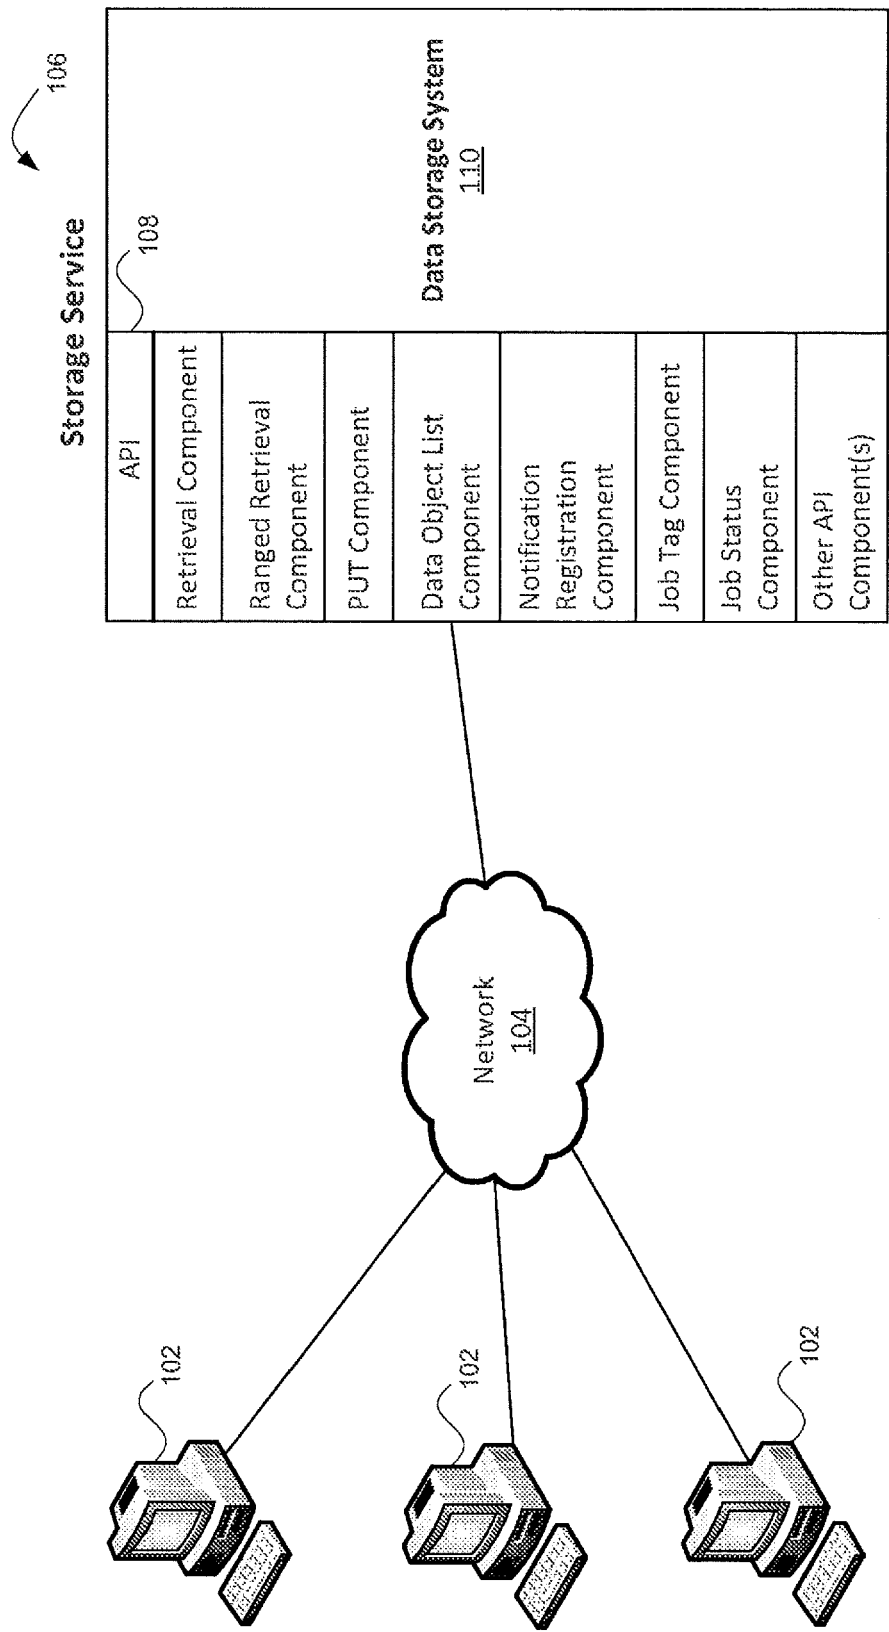 Storage Service
106
108
API
Retrieval Component
Ranged Retrieval
Component
PUT Component
Data Object List
Component
Notification
Registration
Component
Job Tag Component
Job Status
Component
Other API
Component(s)
Data Storage System
110
Network
104
102
102
102